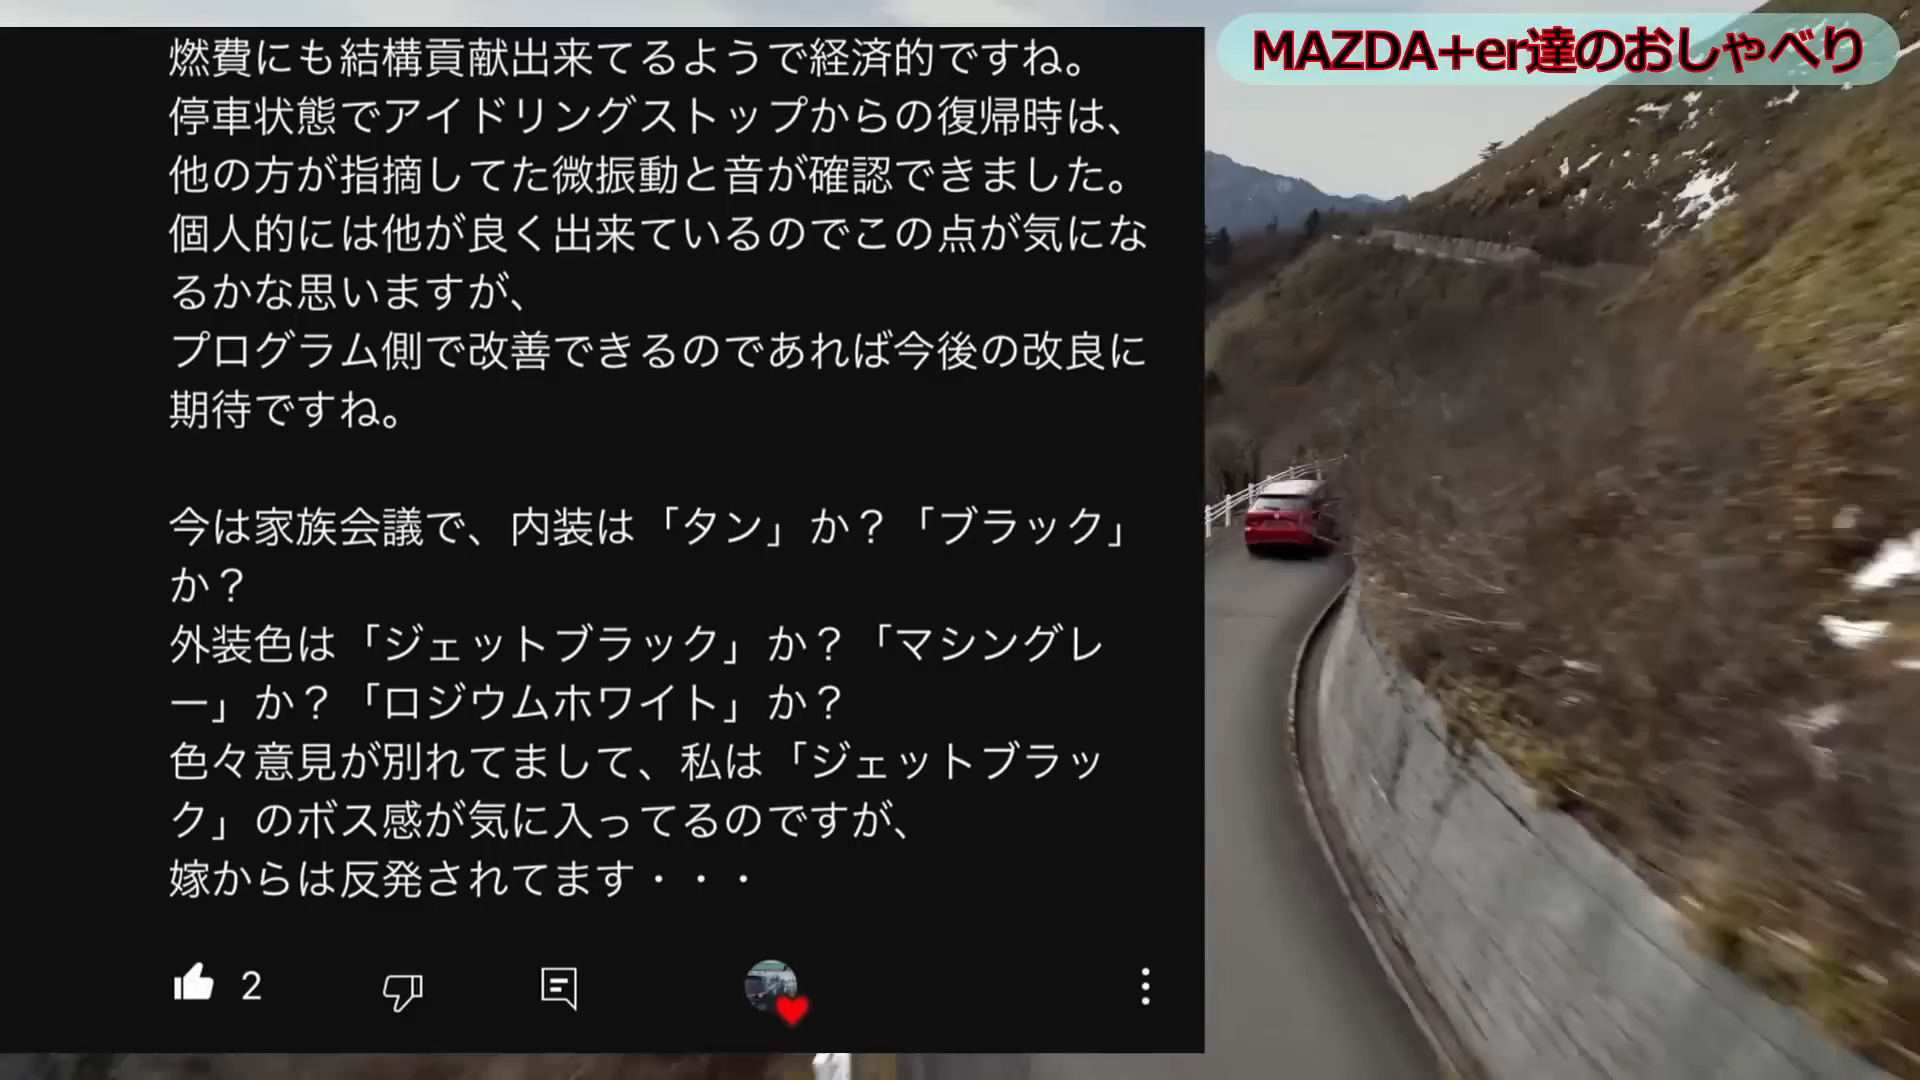 MAZDA+er達のおしゃべり
燃費にも結構貢献出来てるようで経済的ですね。
停車状態でアイドリングストップからの復帰時は、
他の方が指摘してた微振動と音が確認できました。
個人的には他が良く出来ているのでこの点が気にな
るかな思いますが、
プログラム側で改善できるのであれば今後の改良に
期待ですね。
今は家族会議で、内装は「タン」か？「ブラック」
か？
外装色は「ジェットブラック」か？「マシングレ
ー」か？「ロジウムホワイト」か？
色々意見が別れてまして、私は「ジェットブラッ
ク」のボス感が気に入ってるのですが、
嫁からは反発されてます・・・
2